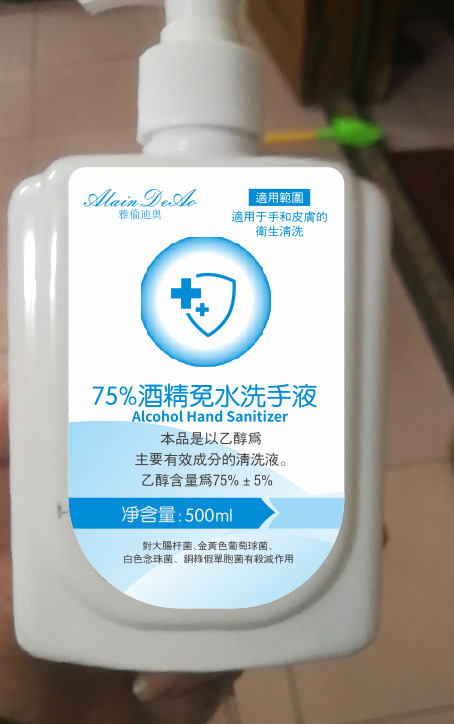 Alain DeAo
雅倫迪奥
適用範圍
適用于手和皮膚的
衛生清洗
75%酒精免水洗手液
Alcohol Hand Sanitizer
本品是以乙醇爲
主要有效成分的清洗液。
乙醇含量爲75% ± 5%
淨含量:500ml
對大腸杆菌、金黃色葡萄球菌、
白色念珠菌、銅綠假單胞菌有殺滅作用